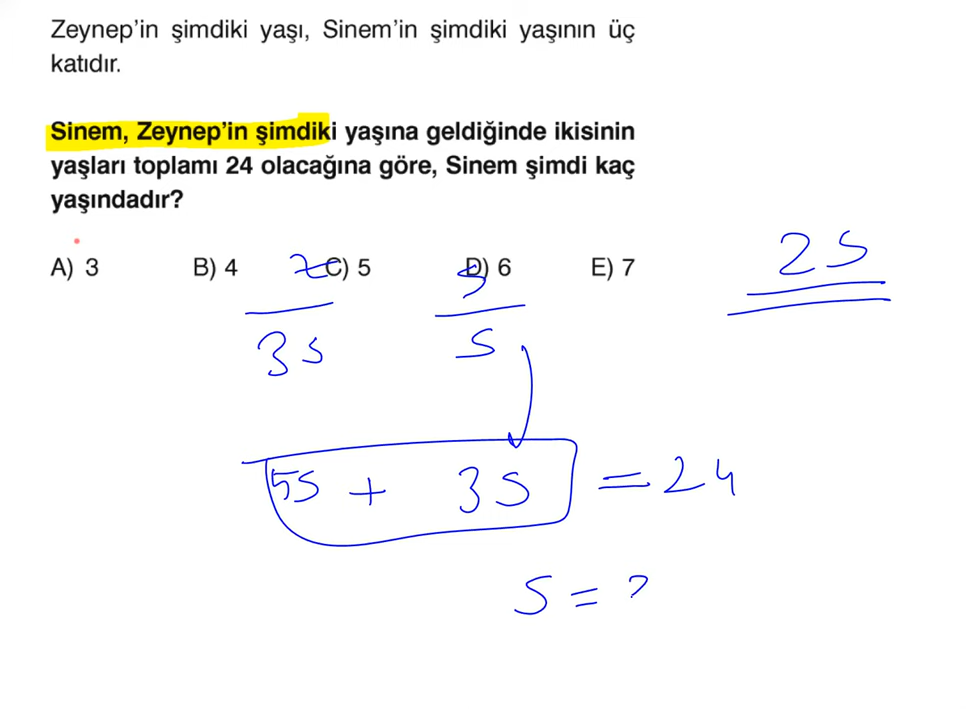 Zeynep'in şimdiki yaşı, Sinem'in şimdiki yaşının üç
katıdır.
Sinem, Zeynep'in şimdiki yaşına geldiğinde ikisinin
yaşları toplamı 24 olacağına göre, Sinem şimdi kaç
yaşındadır?
A) 3 B) 4 C) 5 D) 6 E) 7
2S
z S
3S S
5S + 3S = 24
S = ?